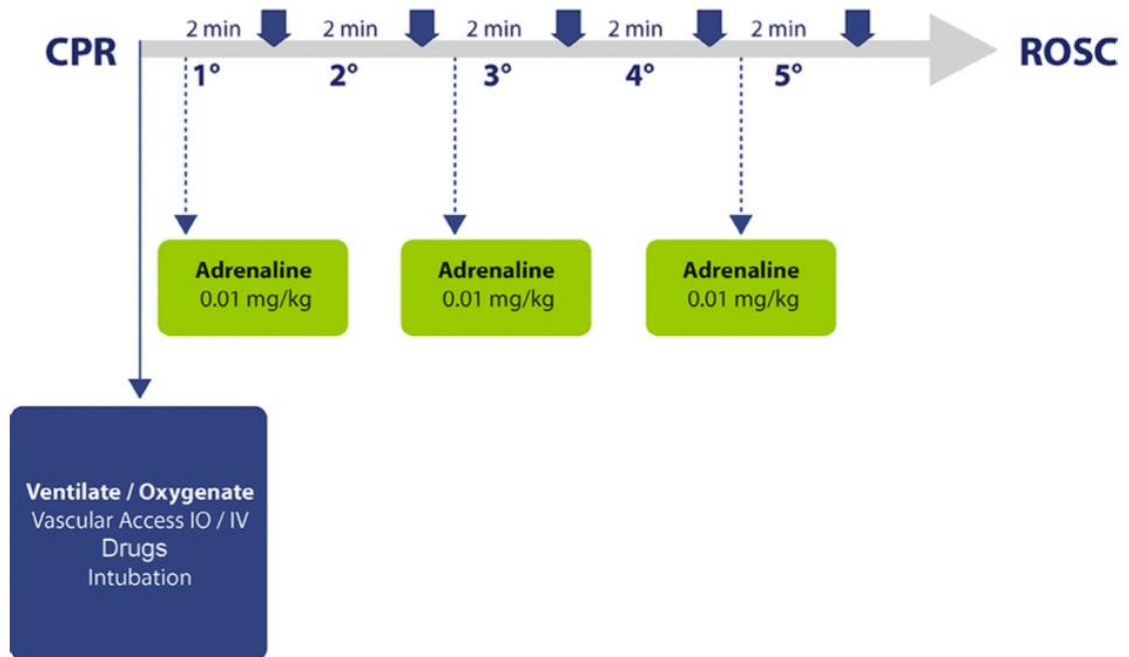 2 min 2 min 2 min 2 min 2 min
CPR ROSC
1° 2° 3° 4° 5°
Adrenaline
0.01 mg/kg
Adrenaline
0.01 mg/kg
Adrenaline
0.01 mg/kg
Ventilate / Oxygenate
Vascular Access IO / IV
Drugs
Intubation